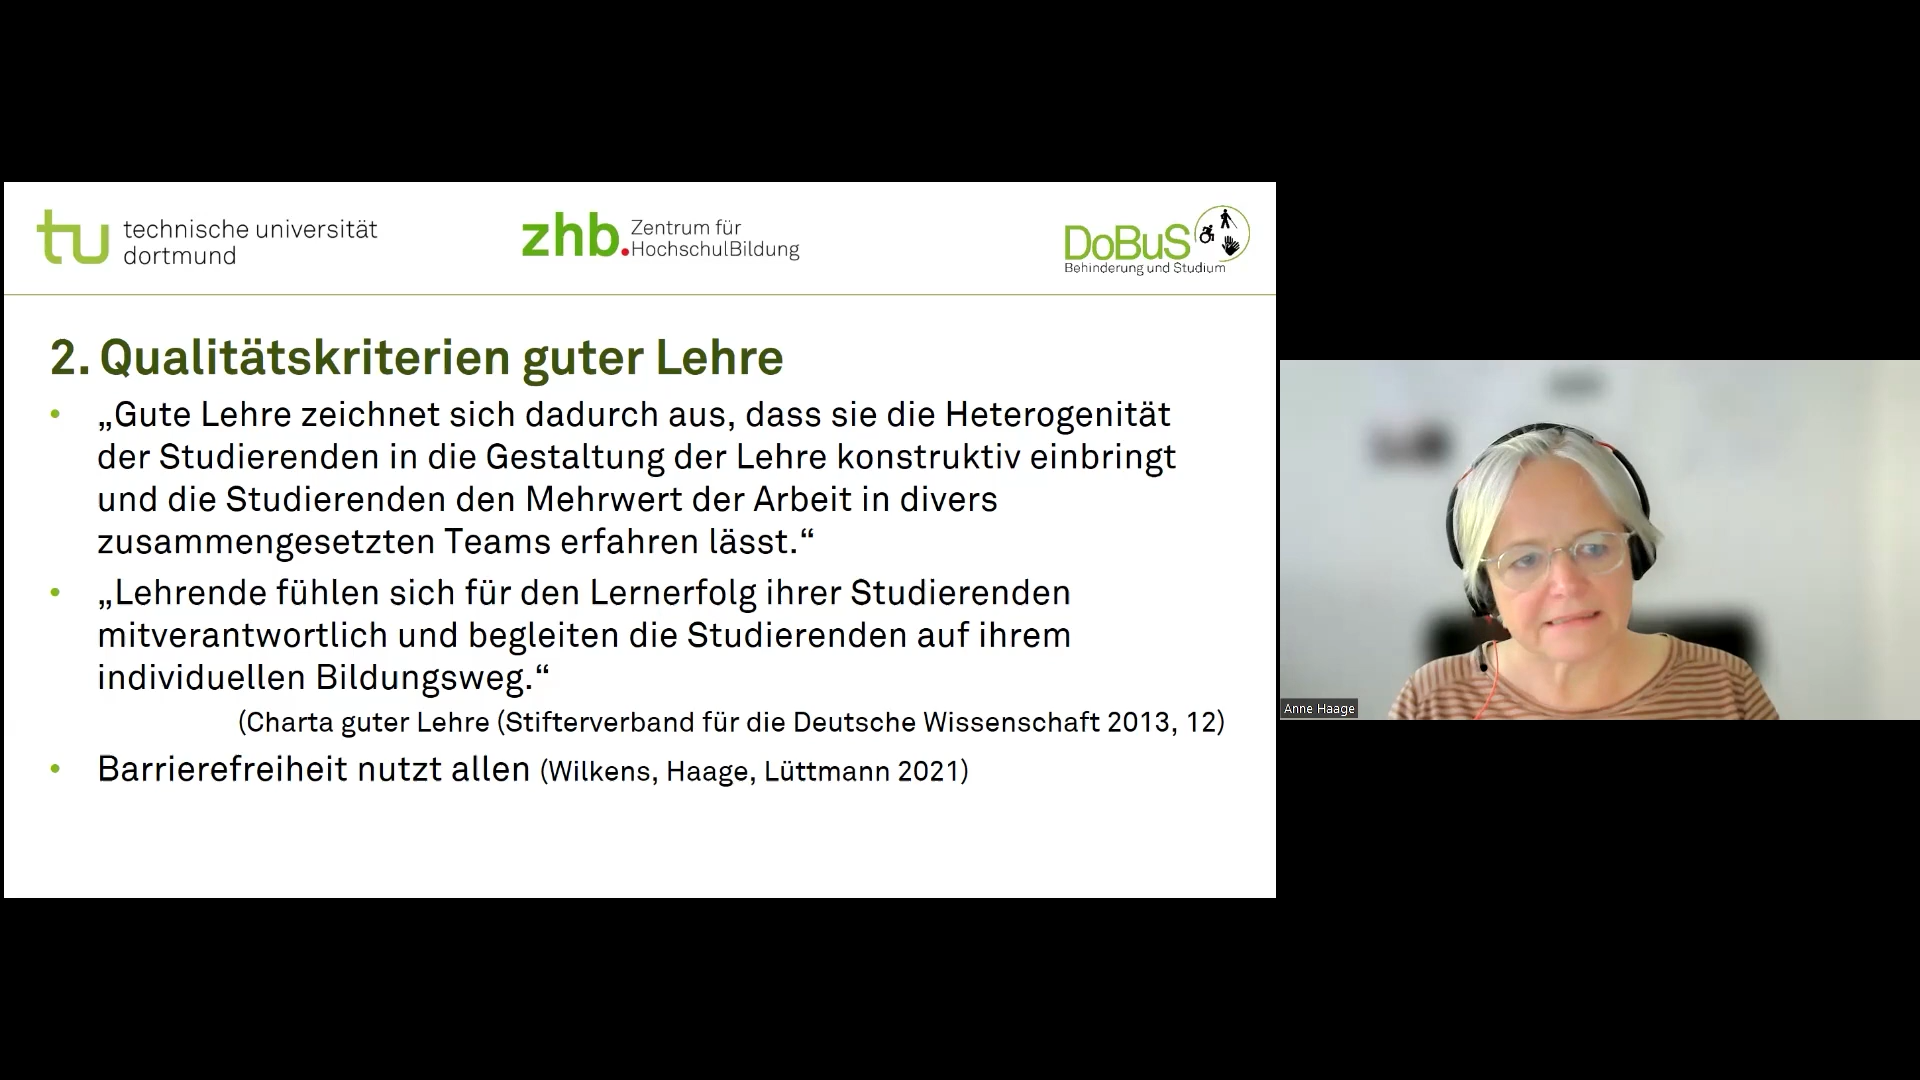 tu technische universität
dortmund
zhb. Zentrum für
HochschulBildung
DoBuS
Behinderung und Studium
2. Qualitätskriterien guter Lehre
• „Gute Lehre zeichnet sich dadurch aus, dass sie die Heterogenität
der Studierenden in die Gestaltung der Lehre konstruktiv einbringt
und die Studierenden den Mehrwert der Arbeit in divers
zusammengesetzten Teams erfahren lässt.“
• „Lehrende fühlen sich für den Lernerfolg ihrer Studierenden
mitverantwortlich und begleiten die Studierenden auf ihrem
individuellen Bildungsweg.“
(Charta guter Lehre (Stifterverband für die Deutsche Wissenschaft 2013, 12)
• Barrierefreiheit nutzt allen (Wilkens, Haage, Lüttmann 2021)
Anne Haage